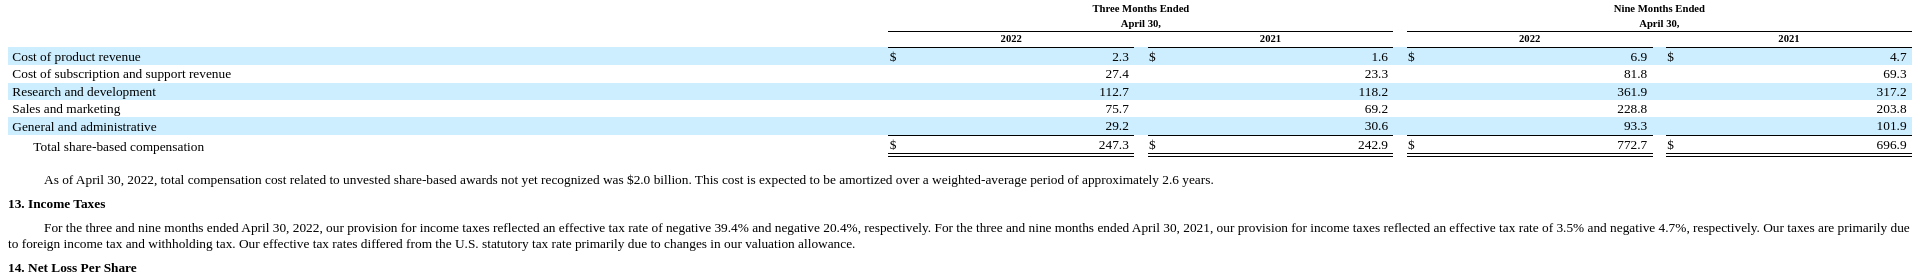 Three Months Ended Nine Months Ended
April 30, April 30,
2022 2021 2022 2021
Cost of product revenue $ 2.3 $ 1.6 $ 6.9 $ 4.7
Cost of subscription and support revenue 27.4 23.3 81.8 69.3
Research and development 112.7 118.2 361.9 317.2
Sales and marketing 75.7 69.2 228.8 203.8
General and administrative 29.2 30.6 93.3 101.9
Total share-based compensation $ 247.3 $ 242.9 $ 772.7 $ 696.9
As of April 30, 2022, total compensation cost related to unvested share-based awards not yet recognized was $2.0 billion. This cost is expected to be amortized over a weighted-average period of approximately 2.6 years.
13. Income Taxes
For the three and nine months ended April 30, 2022, our provision for income taxes reflected an effective tax rate of negative 39.4% and negative 20.4%, respectively. For the three and nine months ended April 30, 2021, our provision for income taxes reflected an effective tax rate of 3.5% and negative 4.7%, respectively. Our taxes are primarily due
to foreign income tax and withholding tax. Our effective tax rates differed from the U.S. statutory tax rate primarily due to changes in our valuation allowance.
14. Net Loss Per Share